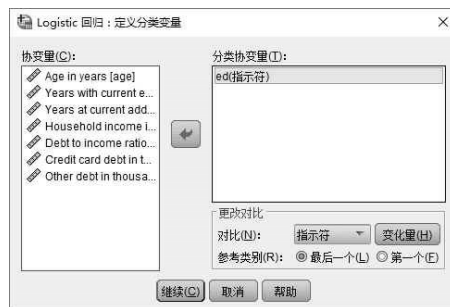 Logistic 回归：定义分类变量
协变量(C):
Age in years [age]
Years with current e...
Years at current add...
Household income i...
Debt to income ratio...
Credit card debt in t...
Other debt in thousa...
分类协变量(T):
ed(指示符)
更改对比
对比(N): 指示符 变化量(H)
参考类别(R): 最后一个(L) 第一个(F)
继续(C) 取消 帮助